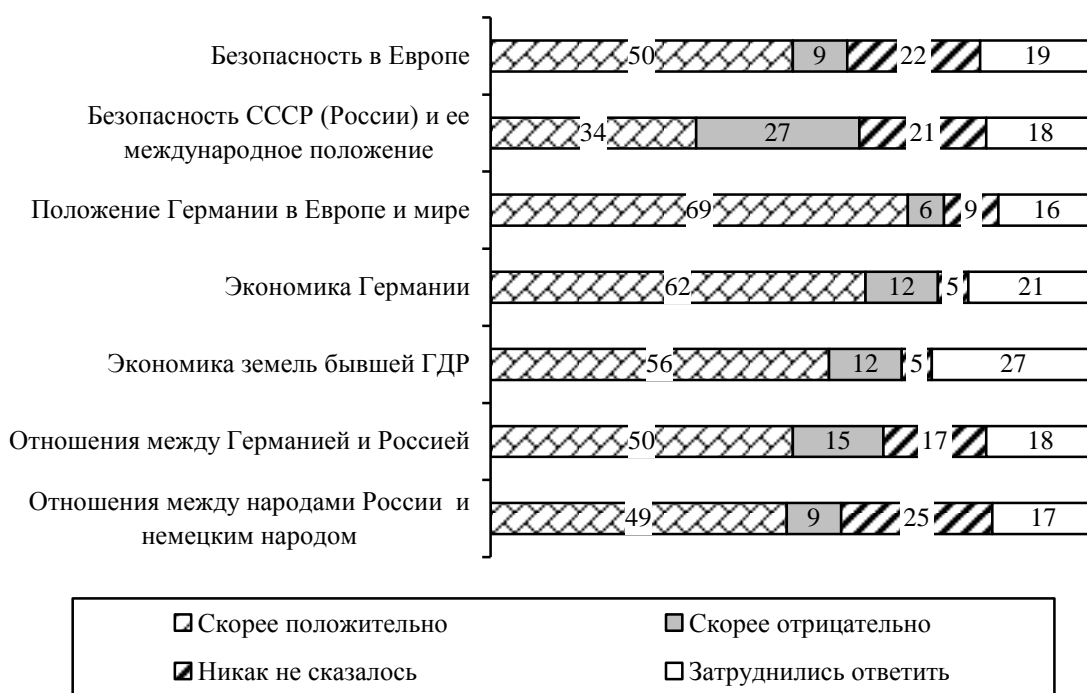 Безопасность в Европе
50 9 22 19
Безопасность СССР (России) и ее
международное положение
34 27 21 18
Положение Германии в Европе и мире
69 6 9 16
Экономика Германии
62 12 5 21
Экономика земель бывшей ГДР
56 12 5 27
Отношения между Германией и Россией
50 15 17 18
Отношения между народами России и
немецким народом
49 9 25 17
Скорее положительно
Скорее отрицательно
Никак не сказалось
Затруднились ответить